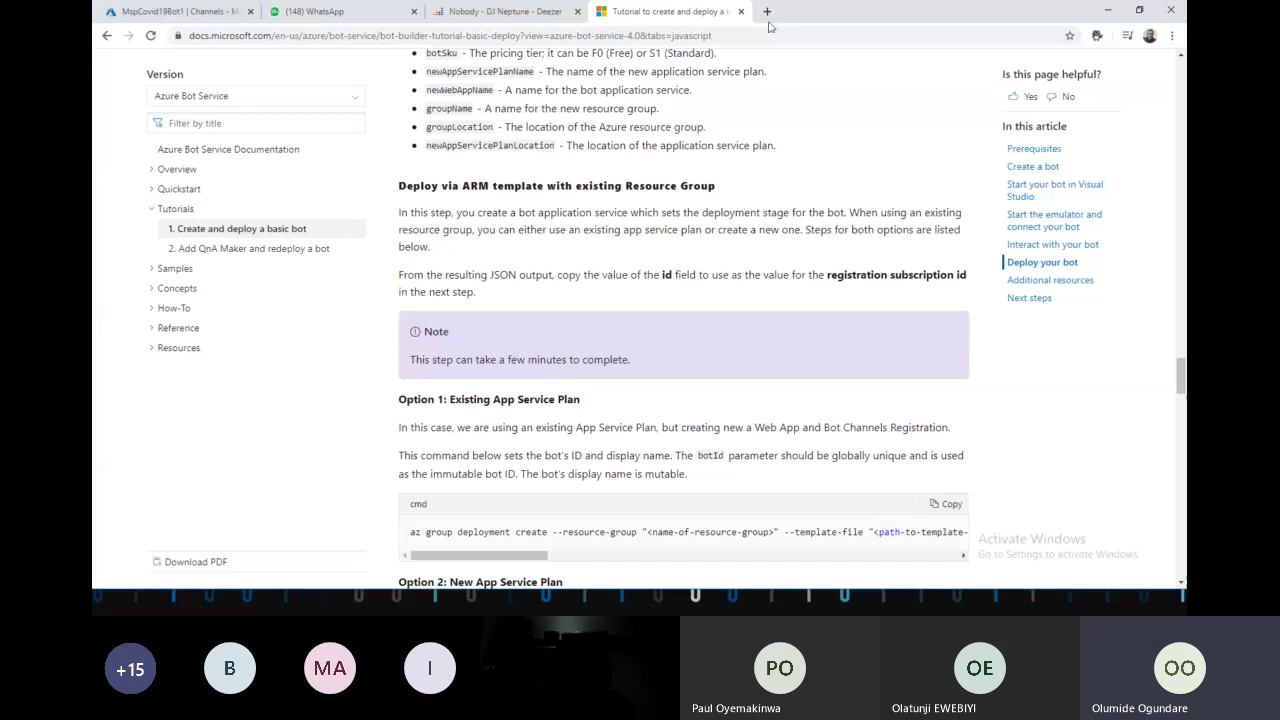 MspCovid19Bot1 | Channels - M
(148) WhatsApp
Nobody - DJ Neptune - Deezer
Tutorial to create and deploy a b
docs.microsoft.com/en-us/azure/bot-service/bot-builder-tutorial-basic-deploy?view=azure-bot-service-4.0&tabs=javascript
Version
Azure Bot Service
Filter by title
Azure Bot Service Documentation
Overview
Quickstart
Tutorials
1. Create and deploy a basic bot
2. Add QnA Maker and redeploy a bot
Samples
Concepts
How-To
Reference
Resources
Download PDF
botSku - The pricing tier; it can be F0 (Free) or S1 (Standard).
newAppServicePlanName - The name of the new application service plan.
newWebAppName - A name for the bot application service.
groupName - A name for the new resource group.
groupLocation - The location of the Azure resource group.
newAppServicePlanLocation - The location of the application service plan.
Deploy via ARM template with existing Resource Group
In this step, you create a bot application service which sets the deployment stage for the bot. When using an existing
resource group, you can either use an existing app service plan or create a new one. Steps for both options are listed
below.
From the resulting JSON output, copy the value of the id field to use as the value for the registration subscription id
in the next step.
Note
This step can take a few minutes to complete.
Option 1: Existing App Service Plan
In this case, we are using an existing App Service Plan, but creating new a Web App and Bot Channels Registration.
This command below sets the bot's ID and display name. The botId parameter should be globally unique and is used
as the immutable bot ID. The bot's display name is mutable.
cmd
Copy
az group deployment create --resource-group "<name-of-resource-group>" --template-file "<path-to-template-
Option 2: New App Service Plan
Is this page helpful?
Yes No
In this article
Prerequisites
Create a bot
Start your bot in Visual
Studio
Start the emulator and
connect your bot
Interact with your bot
Deploy your bot
Additional resources
Next steps
Activate Windows
Go to Settings to activate Windows.
+15
B
MA
I
PO
Paul Oyemakinwa
OE
Olatunji EWEBIYI
OO
Olumide Ogundare